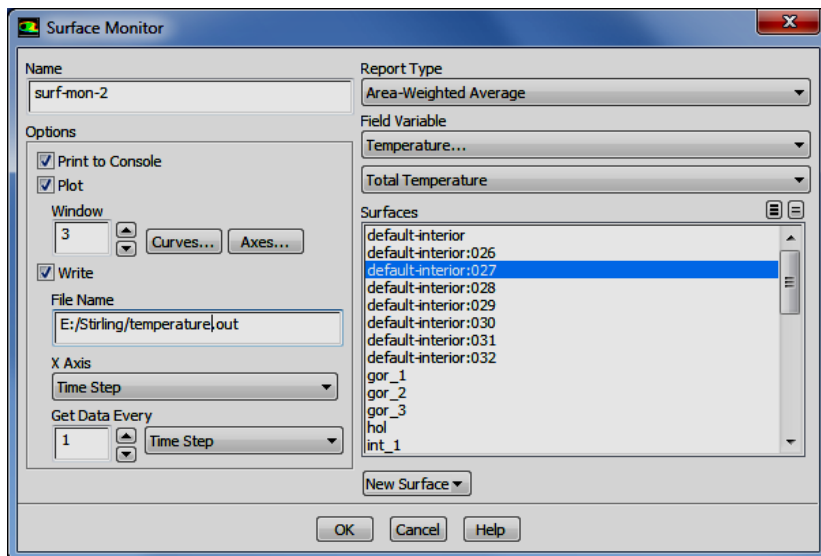 Surface Monitor
Name
surf-mon-2
Options
Print to Console
Plot
Window
3
Curves...
Axes...
Write
File Name
E:/Stirling/temperature.out
X Axis
Time Step
Get Data Every
1
Time Step
Report Type
Area-Weighted Average
Field Variable
Temperature...
Total Temperature
Surfaces
default-interior
default-interior:026
default-interior:027
default-interior:028
default-interior:029
default-interior:030
default-interior:031
default-interior:032
gor_1
gor_2
gor_3
hol
int_1
New Surface
OK
Cancel
Help